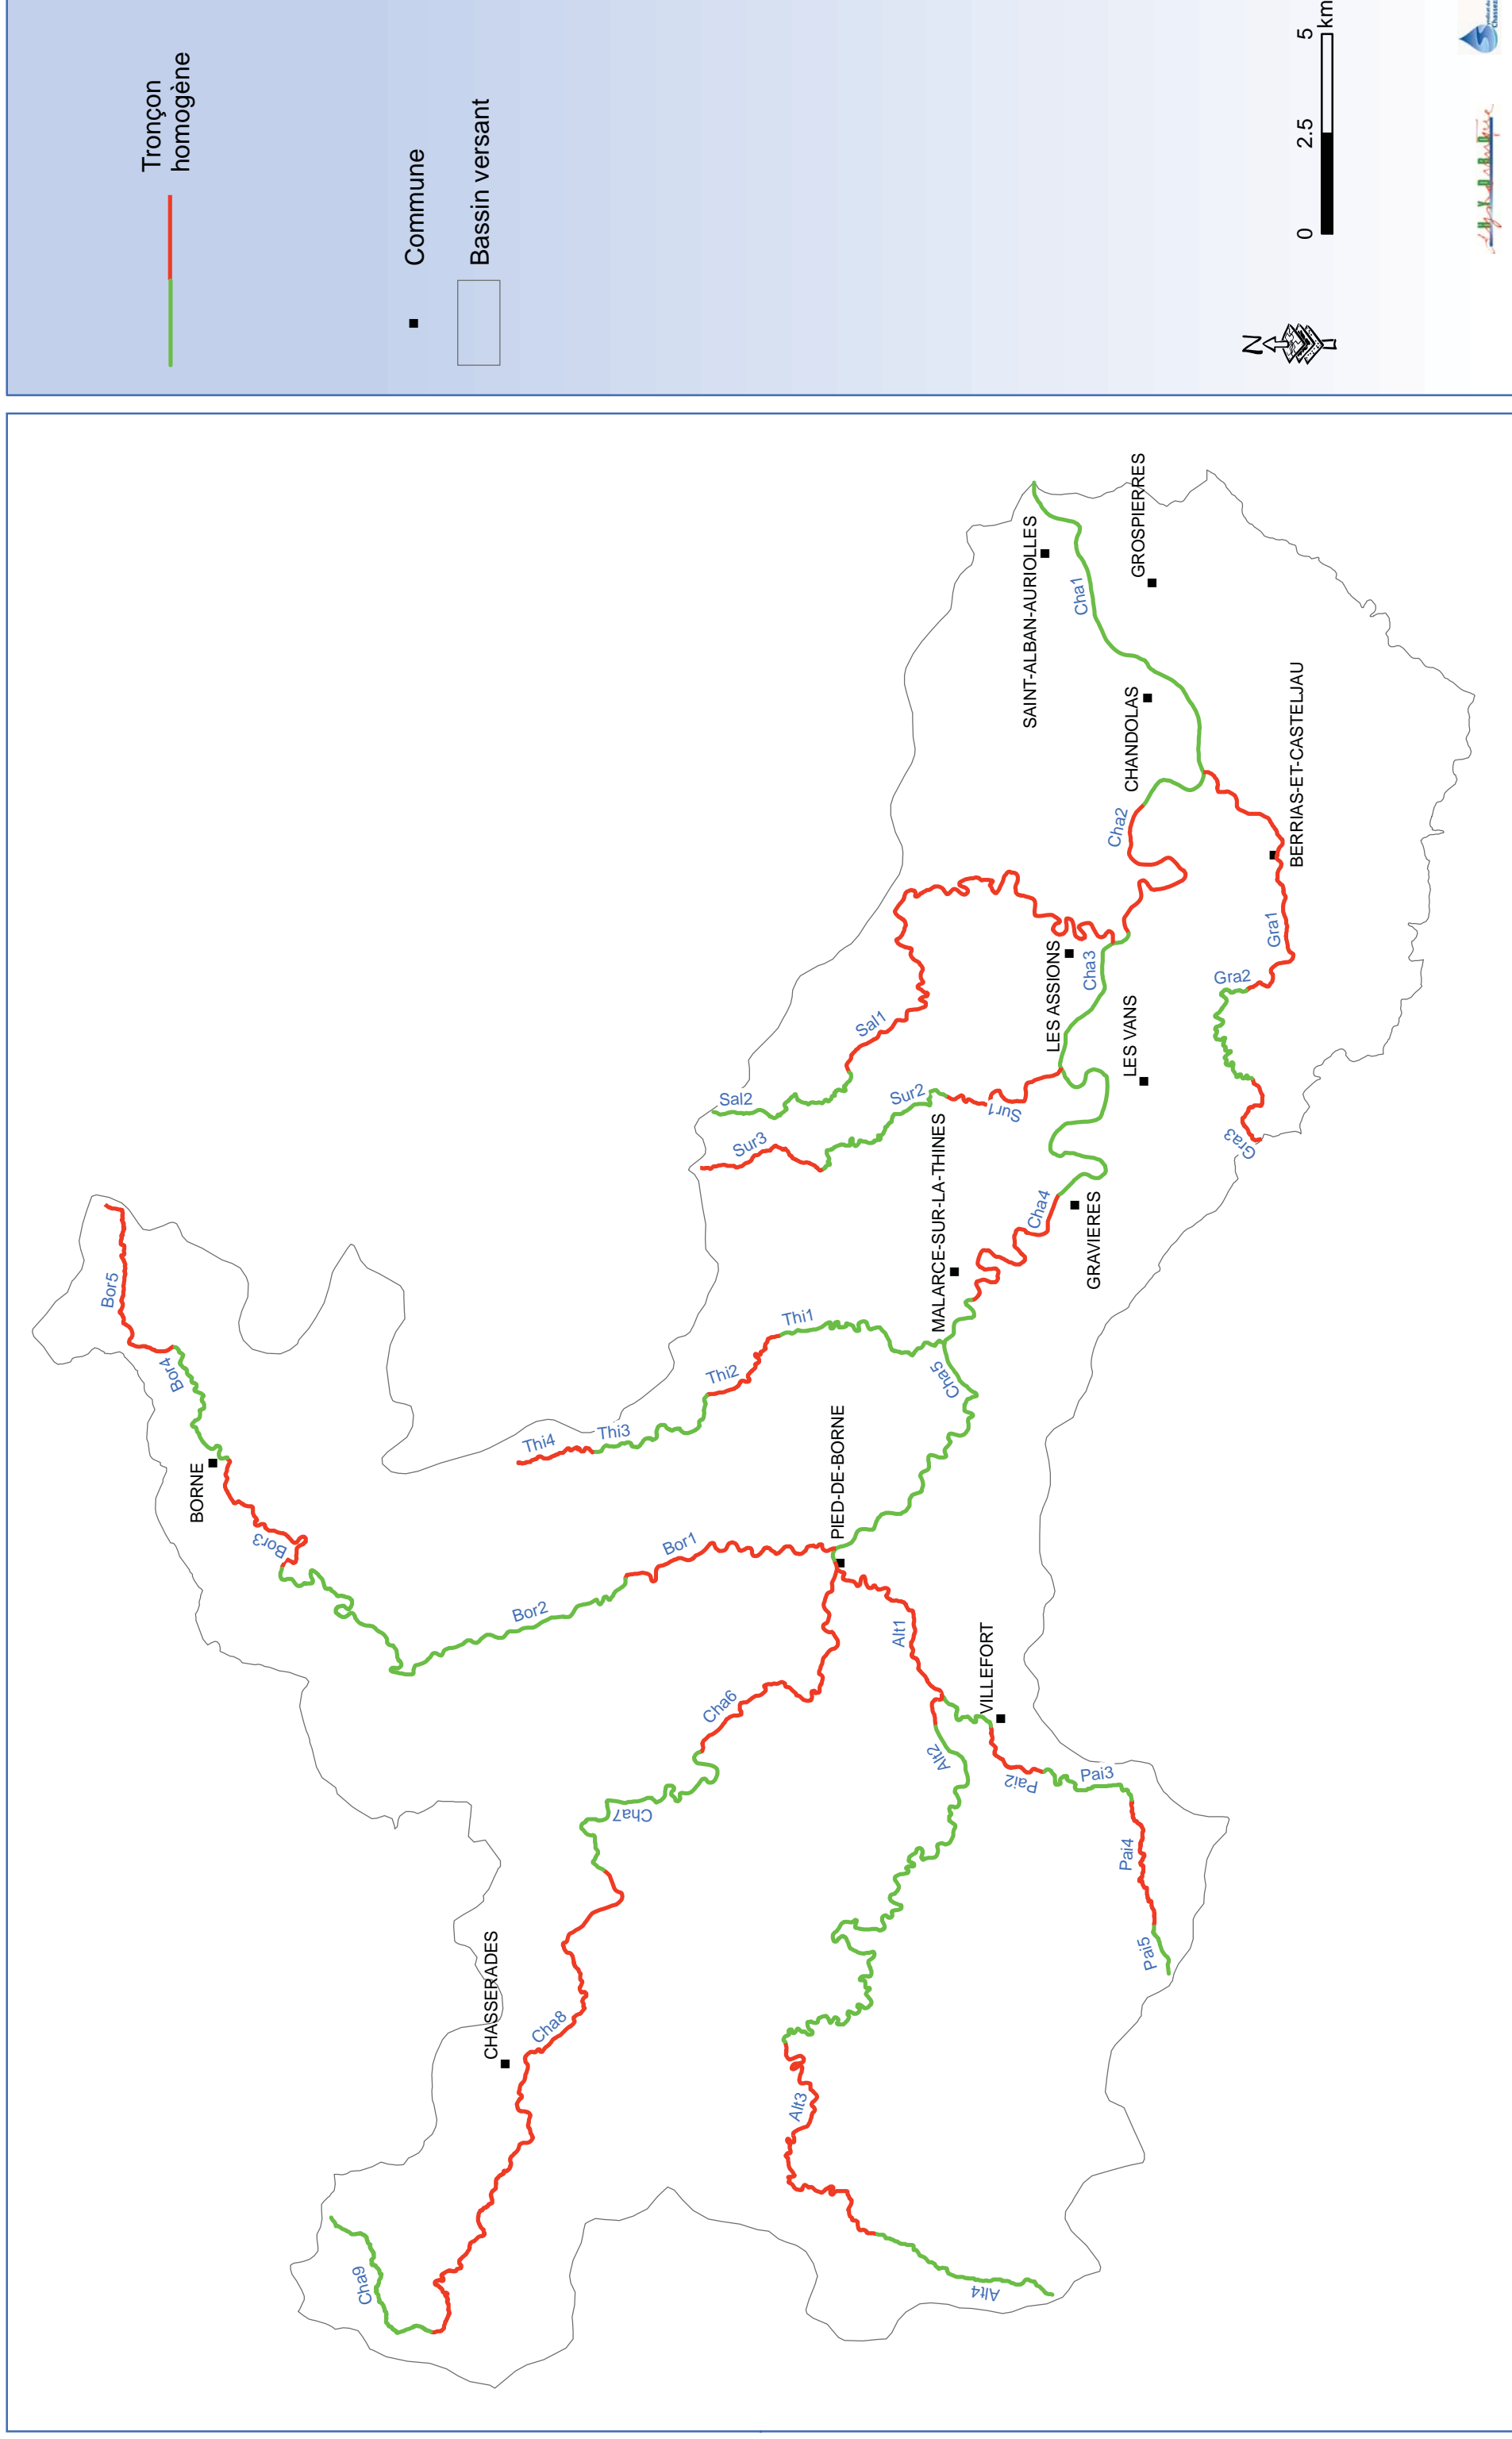 Tronçon
homogène
Commune
Bassin versant
N
0 2.5 5
km
Bor5
Bor4
BORNE
Bor3
Bor2
Bor1
Thi4
Thi3
Thi2
Thi1
Sur3
Sal2
Sur2
Sur1
Sal1
CHASSERADES
Cha9
Cha8
Cha7
Cha6
PIED-DE-BORNE
MALARCE-SUR-LA-THINES
Cha5
Cha4
GRAVIERES
LES VANS
LES ASSIONS
Cha3
Cha2
CHANDOLAS
SAINT-ALBAN-AURIOLLES
Cha1
GROSPIERRES
BERRIAS-ET-CASTELJAU
Gra1
Gra2
Gra3
Alt1
VILLEFORT
Alt2
Alt3
Alt4
Pai2
Pai3
Pai4
Pai5